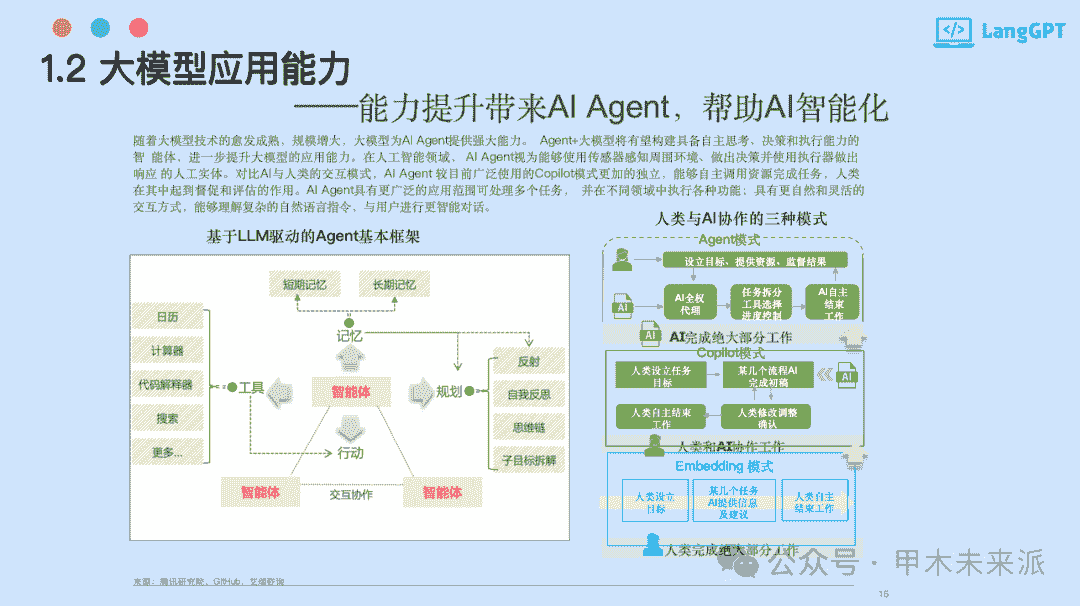 LangGPT
1.2 大模型应用能力
——能力提升带来AI Agent，帮助AI智能化
随着大模型技术的愈发成熟，规模增大，大模型为AI Agent提供强大能力。 Agent+大模型将有望构建具备自主思考、决策和执行能力的
智 能体，进一步提升大模型的应用能力。在人工智能领域、 AI Agent视为能够使用传感器感知周围环境、做出决策并使用执行器做出
响应 的人工实体。对比AI与人类的交互模式，AI Agent 较目前广泛使用的Copilot模式更加的独立，能够自主调用资源完成任务，人类
在其中起到督促和评估的作用。AI Agent具有更广泛的应用范围可处理多个任务， 并在不同领域中执行各种功能；具有更自然和灵活的
交互方式，能够理解复杂的自然语言指令、与用户进行更智能对话。
基于LLM驱动的Agent基本框架
短期记忆
长期记忆
记忆
日历
计算器
代码解释器
搜索
更多...
工具
智能体
规划
反射
自我反思
思维链
子目标拆解
行动
智能体
交互协作
智能体
人类与AI协作的三种模式
Agent模式
设立目标、提供资源、监督结果
AI
AI全权
代理
任务拆分
工具选择
进度控制
AI自主
结束
工作
AI
AI完成绝大部分工作
Copilot模式
人类设立任务
目标
某几个流程AI
完成初稿
AI
人类自主结束
工作
人类修改调整
确认
人类和AI协作工作
Embedding 模式
人类设立
目标
某几个任务
AI提供信息
及建议
人类自主
结束工作
人类完成绝大部分工作
公众号 · 甲木未来派
来源：腾讯研究院、GitHub、艺瑞咨询
15